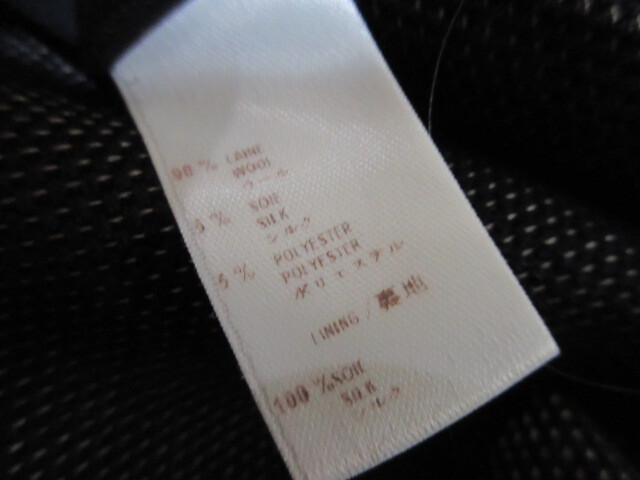 90 % LAINE
WOOL
ウール
5 % SOIE
SILK
シルク
5 % POLYESTER
POLYESTER
ポリエステル
LINING / 裏地
100 % SOIE
SILK
シルク